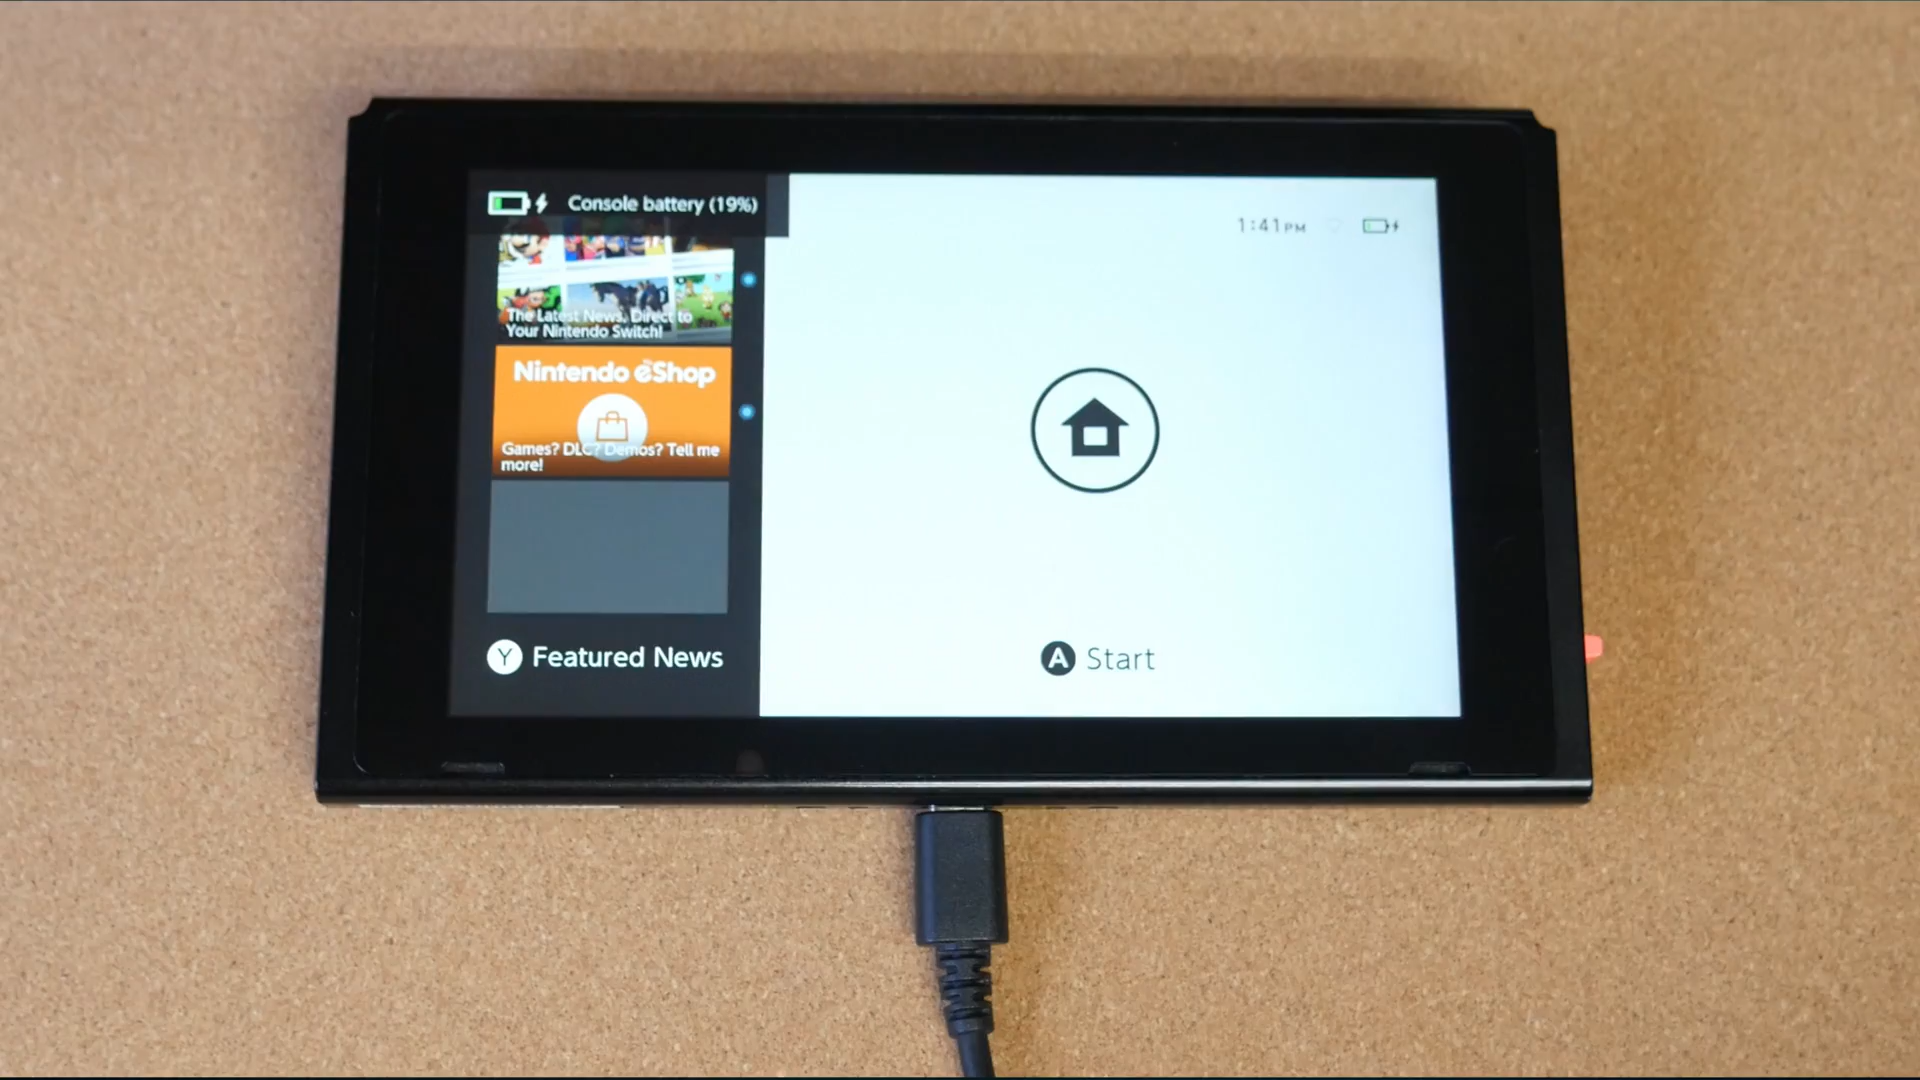 Console battery (19%)
1:41PM
The Latest News, Direct to
Your Nintendo Switch!
Nintendo eShop
Games? DLC? Demos? Tell me
more!
Y Featured News
A Start